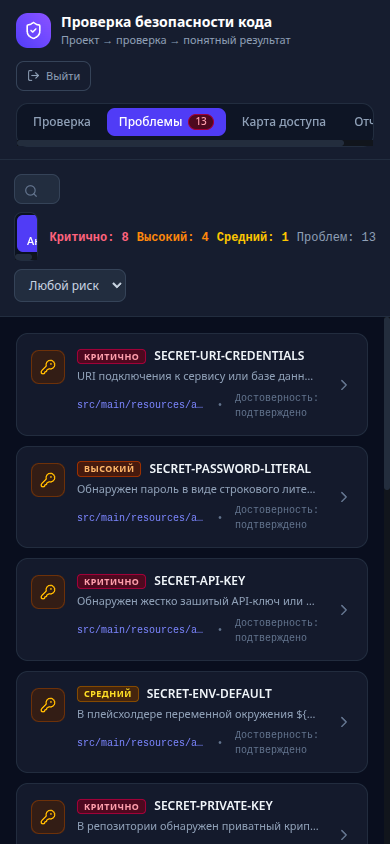 Проверка безопасности кода
Проект → проверка → понятный результат
Выйти
Проверка
Проблемы 13
Карта доступа
Отч
Ак
Критично: 8 Высокий: 4 Средний: 1 Проблем: 13
Любой риск
КРИТИЧНО SECRET-URI-CREDENTIALS
URI подключения к сервису или базе данн...
src/main/resources/a… • Достоверность: подтверждено
ВЫСОКИЙ SECRET-PASSWORD-LITERAL
Обнаружен пароль в виде строкового лите...
src/main/resources/a… • Достоверность: подтверждено
КРИТИЧНО SECRET-API-KEY
Обнаружен жестко зашитый API-ключ или ...
src/main/resources/a… • Достоверность: подтверждено
СРЕДНИЙ SECRET-ENV-DEFAULT
В плейсхолдере переменной окружения ${...
src/main/resources/a… • Достоверность: подтверждено
КРИТИЧНО SECRET-PRIVATE-KEY
В репозитории обнаружен приватный крип...